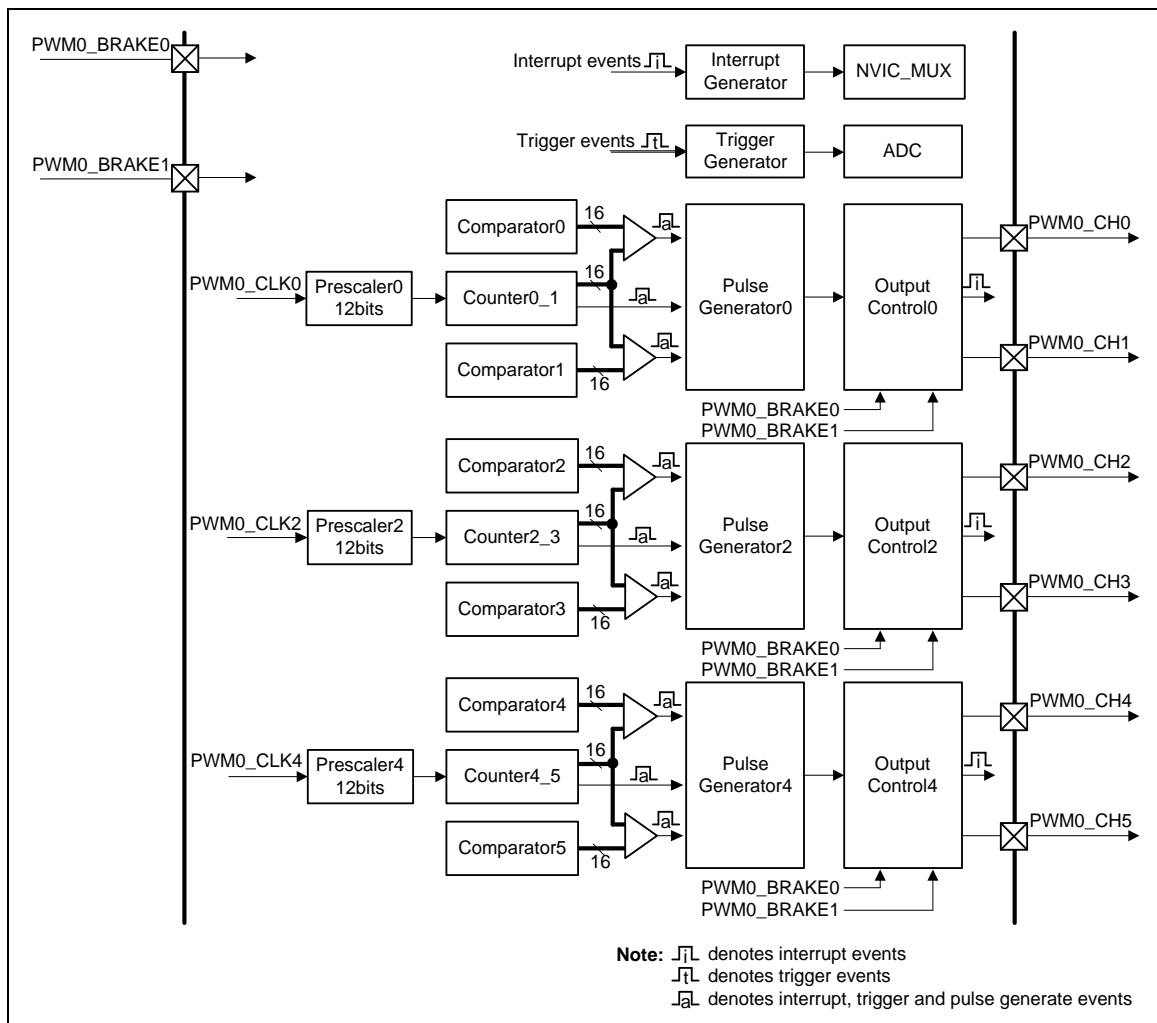 PWM0_BRAKE0
PWM0_BRAKE1
Interrupt events i
Interrupt
Generator
NVIC_MUX
Trigger events t
Trigger
Generator
ADC
Comparator0
16
a
PWM0_CLK0
Prescaler0
12bits
Counter0_1
16
a
Comparator1
16
a
Pulse
Generator0
Output
Control0
i
PWM0_CH0
PWM0_CH1
PWM0_BRAKE0
PWM0_BRAKE1
Comparator2
16
a
PWM0_CLK2
Prescaler2
12bits
Counter2_3
16
a
Comparator3
16
a
Pulse
Generator2
Output
Control2
i
PWM0_CH2
PWM0_CH3
PWM0_BRAKE0
PWM0_BRAKE1
Comparator4
16
a
PWM0_CLK4
Prescaler4
12bits
Counter4_5
16
a
Comparator5
16
a
Pulse
Generator4
Output
Control4
i
PWM0_CH4
PWM0_CH5
PWM0_BRAKE0
PWM0_BRAKE1
Note: i denotes interrupt events
t denotes trigger events
a denotes interrupt, trigger and pulse generate events